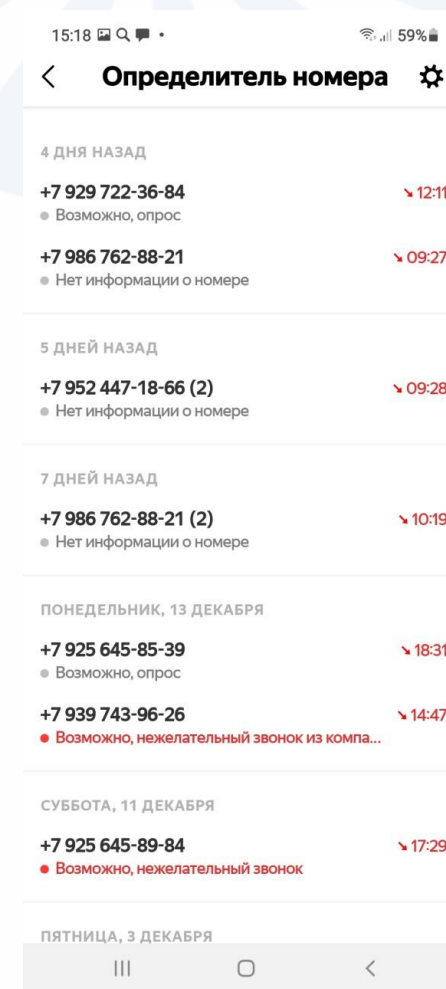 15:18
59%
Определитель номера
4 ДНЯ НАЗАД
+7 929 722-36-84 12:11
Возможно, опрос
+7 986 762-88-21 09:27
Нет информации о номере
5 ДНЕЙ НАЗАД
+7 952 447-18-66 (2) 09:28
Нет информации о номере
7 ДНЕЙ НАЗАД
+7 986 762-88-21 (2) 10:19
Нет информации о номере
ПОНЕДЕЛЬНИК, 13 ДЕКАБРЯ
+7 925 645-85-39 18:31
Возможно, опрос
+7 939 743-96-26 14:47
Возможно, нежелательный звонок из компа...
СУББОТА, 11 ДЕКАБРЯ
+7 925 645-89-84 17:29
Возможно, нежелательный звонок
ПЯТНИЦА, 3 ДЕКАБРЯ